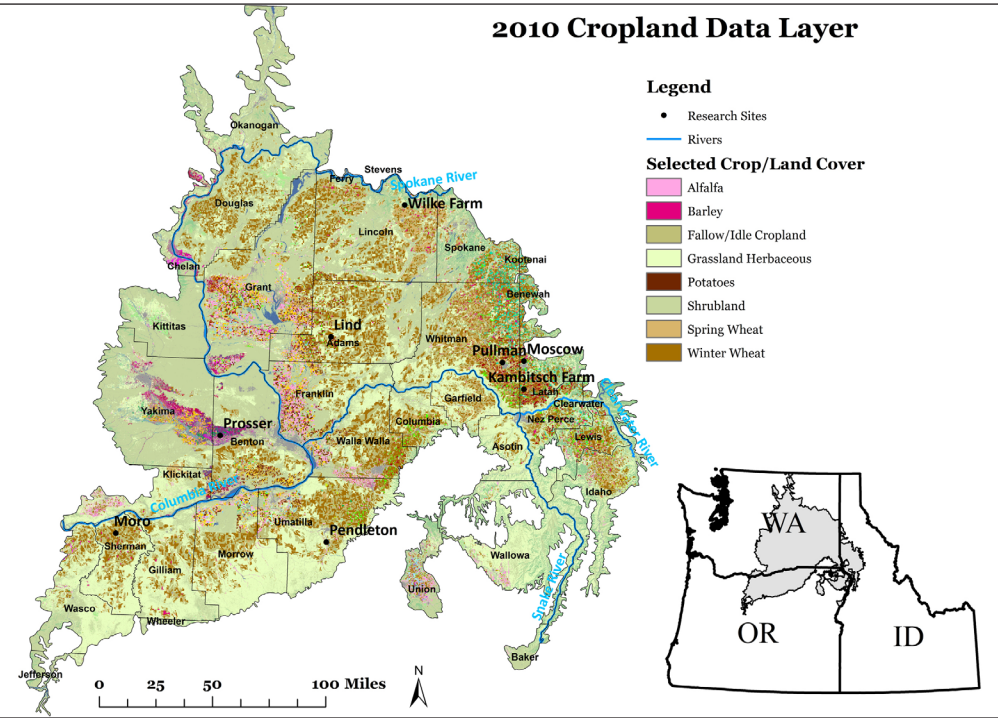 2010 Cropland Data Layer
Legend
Research Sites
Rivers
Selected Crop/Land Cover
Alfalfa
Barley
Fallow/Idle Cropland
Grassland Herbaceous
Potatoes
Shrubland
Spring Wheat
Winter Wheat
Okanogan
Stevens
Ferry
Spokane River
Wilke Farm
Douglas
Lincoln
Spokane
Kootenai
Chelan
Grant
Benewah
Kittitas
Lind
Adams
Whitman
Pullman
Moscow
Kambitsch Farm
Latah
Franklin
Garfield
Clearwater
Clearwater River
Yakima
Prosser
Benton
Columbia
Nez Perce
Walla Walla
Lewis
Asotin
Klickitat
Columbia River
Idaho
Moro
Umatilla
Pendleton
Sherman
Morrow
Wallowa
Gilliam
Snake River
Union
Wasco
Wheeler
Baker
Jefferson
0 25 50 100 Miles
N
WA
OR
ID